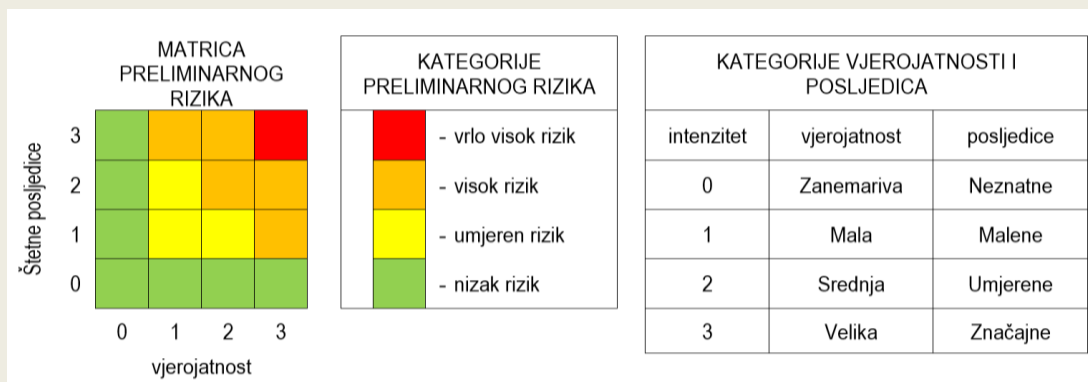 MATRICA
PRELIMINARNOG
RIZIKA
Štetne posljedice
3
2
1
0
0 1 2 3
vjerojatnost
KATEGORIJE
PRELIMINARNOG RIZIKA
- vrlo visok rizik
- visok rizik
- umjeren rizik
- nizak rizik
KATEGORIJE VJEROJATNOSTI I
POSLJEDICA
intenzitet vjerojatnost posljedice
0 Zanemariva Neznatne
1 Mala Malene
2 Srednja Umjerene
3 Velika Značajne